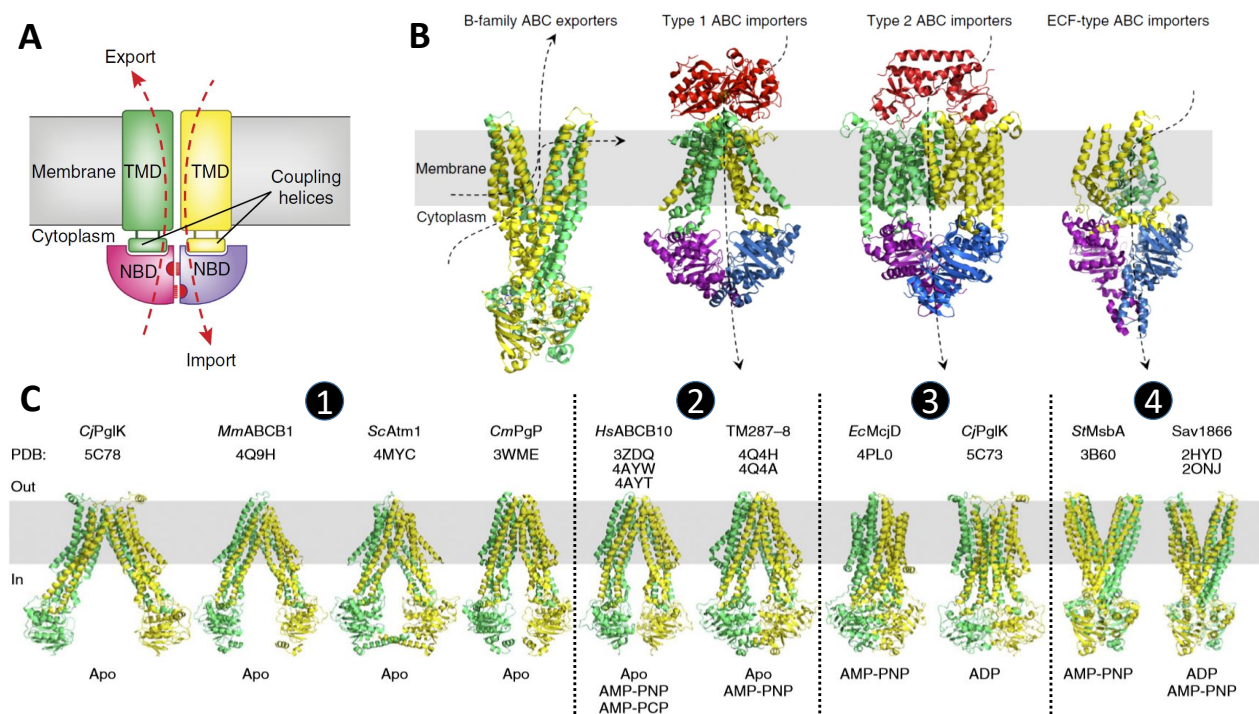 A
Export
Membrane
TMD
TMD
Coupling
helices
Cytoplasm
NBD
NBD
Import
B
B-family ABC exporters
Type 1 ABC importers
Type 2 ABC importers
ECF-type ABC importers
Membrane
Cytoplasm
C
1
2
3
4
CjPglK
MmABCB1
ScAtm1
CmPgP
HsABCB10
TM287–8
EcMcjD
CjPglK
StMsbA
Sav1866
PDB:
5C78
4Q9H
4MYC
3WME
3ZDQ
4AYW
4AYT
4Q4H
4Q4A
4PL0
5C73
3B60
2HYD
2ONJ
Out
In
Apo
Apo
Apo
Apo
Apo
AMP-PNP
AMP-PCP
Apo
AMP-PNP
AMP-PNP
ADP
AMP-PNP
ADP
AMP-PNP